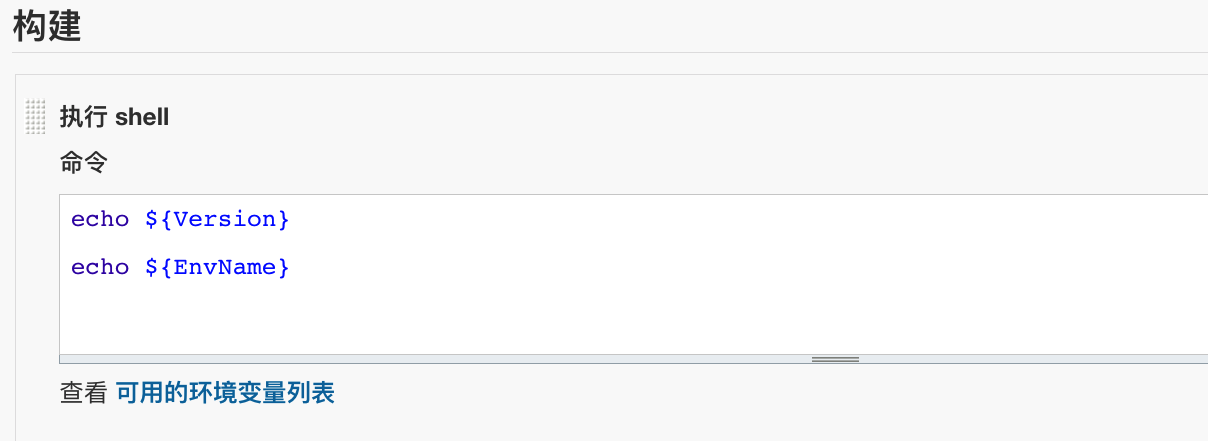 构建
执行 shell
命令
echo ${Version}
echo ${EnvName}
查看 可用的环境变量列表